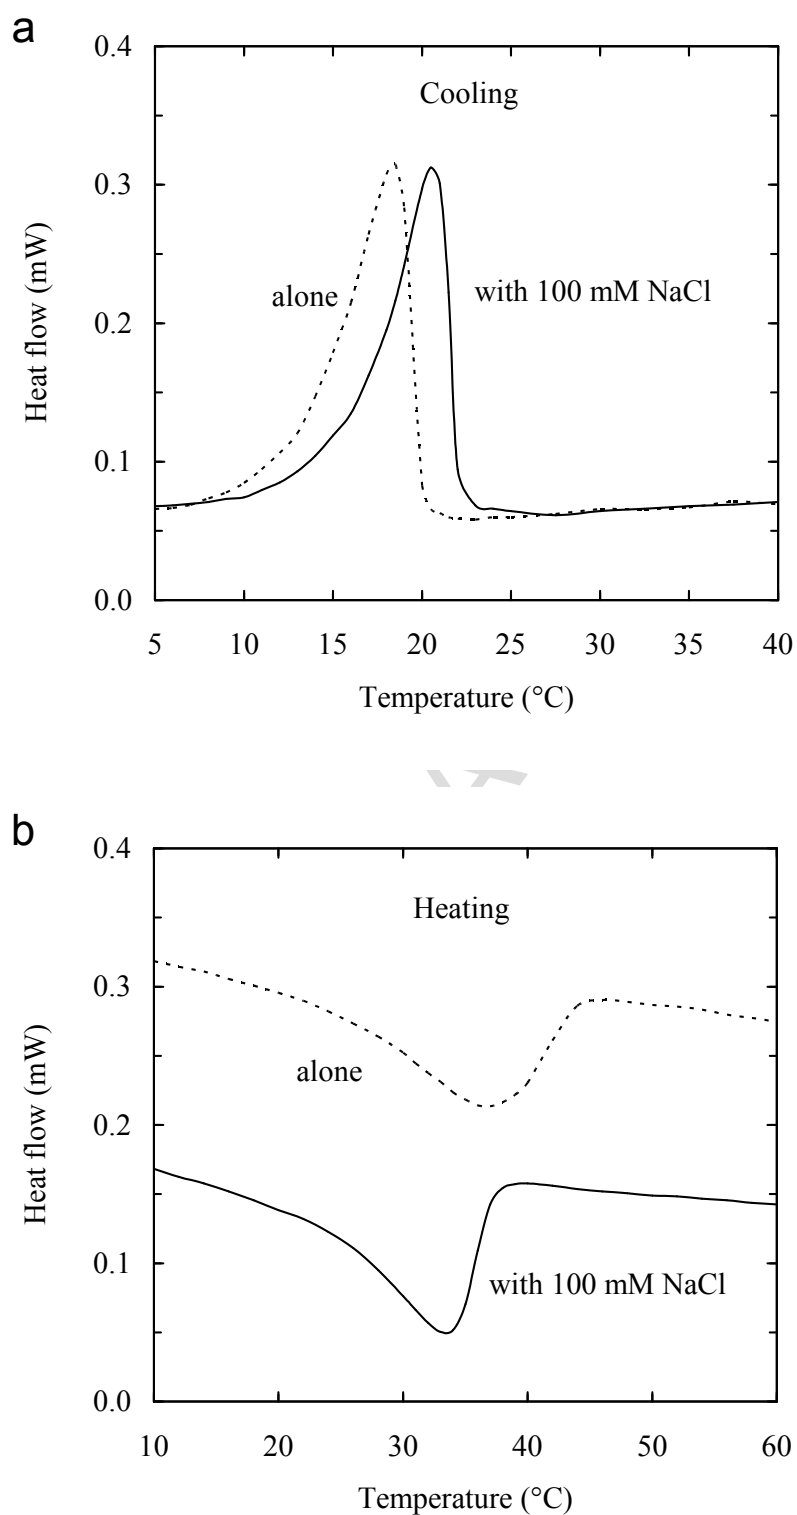 a
0.4
Cooling
0.3
with 100 mM NaCl
alone
0.2
Heat flow (mW)
0.1
0.0
5 10 15 20 25 30 35 40
Temperature (°C)
b
0.4
Heating
0.3
alone
0.2
Heat flow (mW)
0.1
with 100 mM NaCl
0.0
10 20 30 40 50 60
Temperature (°C)